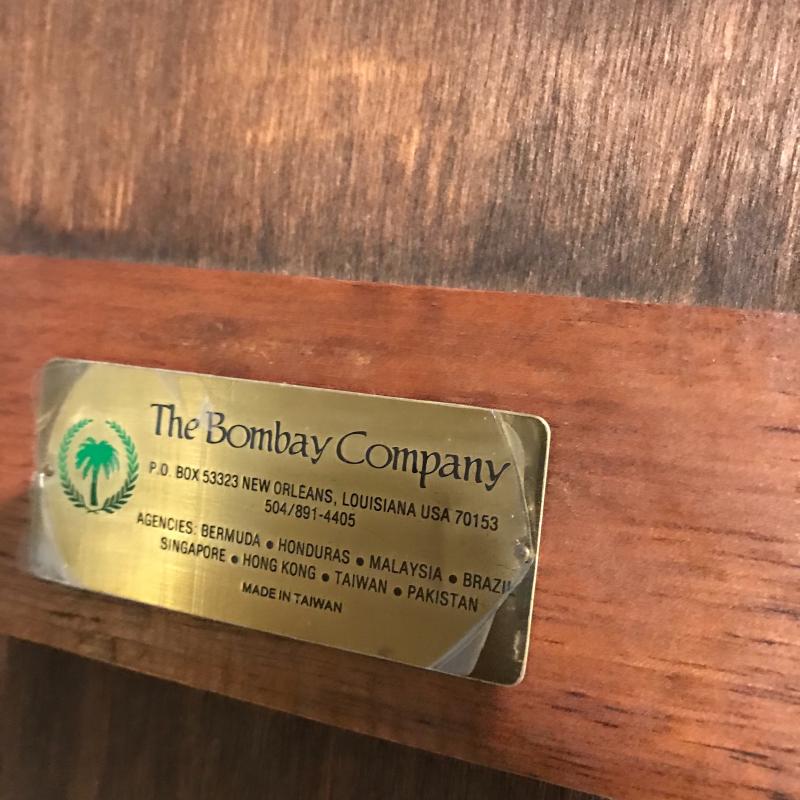 The Bombay Company
P.O. BOX 53323 NEW ORLEANS, LOUISIANA USA 70153
504/891-4405
AGENCIES: BERMUDA • HONDURAS • MALAYSIA • BRAZIL
SINGAPORE • HONG KONG • TAIWAN • PAKISTAN
MADE IN TAIWAN